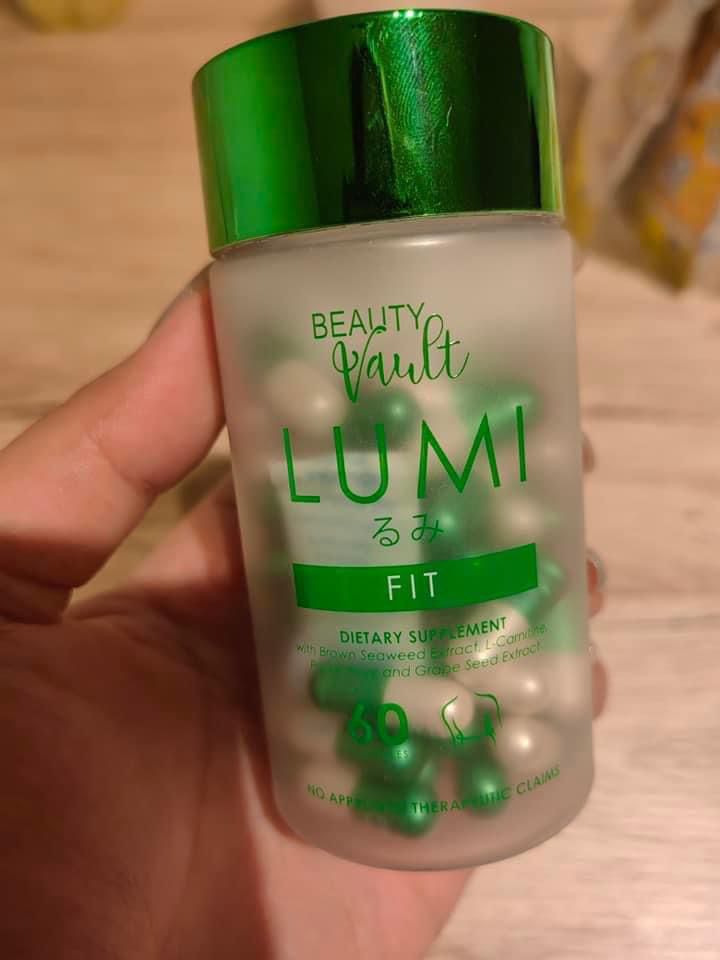 BEAUTY
Vault
LUMI
るみ
FIT
DIETARY SUPPLEMENT
with Brown Seaweed Extract, L-Carnitine,
and Grape Seed Extract
60
NO THERAPEUTIC CLAIMS